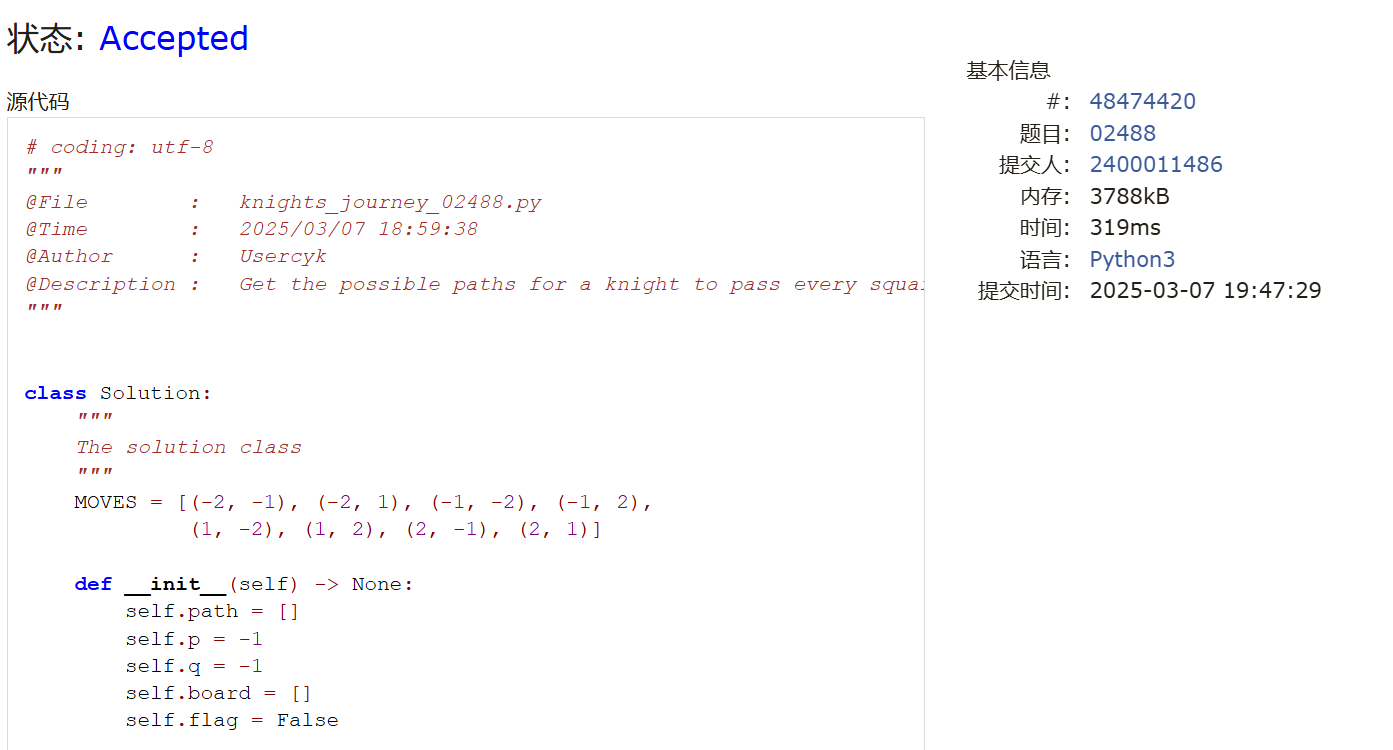 状态: Accepted
源代码
# coding: utf-8
"""
@File : knights_journey_02488.py
@Time : 2025/03/07 18:59:38
@Author : Usercyk
@Description : Get the possible paths for a knight to pass every
"""
class Solution:
"""
The solution class
"""
MOVES = [(-2, -1), (-2, 1), (-1, -2), (-1, 2),
(1, -2), (1, 2), (2, -1), (2, 1)]
def __init__(self) -> None:
self.path = []
self.p = -1
self.q = -1
self.board = []
self.flag = False
基本信息
#: 48474420
题目: 02488
提交人: 2400011486
内存: 3788kB
时间: 319ms
语言: Python3
提交时间: 2025-03-07 19:47:29